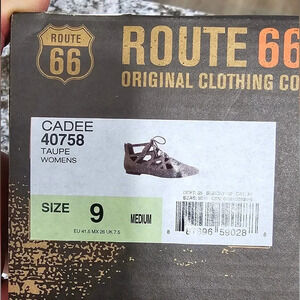 ROUTE
66
ROUTE 66
ORIGINAL CLOTHING CO
CADEE
40758
TAUPE
WOMENS
SIZE 9 MEDIUM
EU 41.5 MX 26 UK 7.5